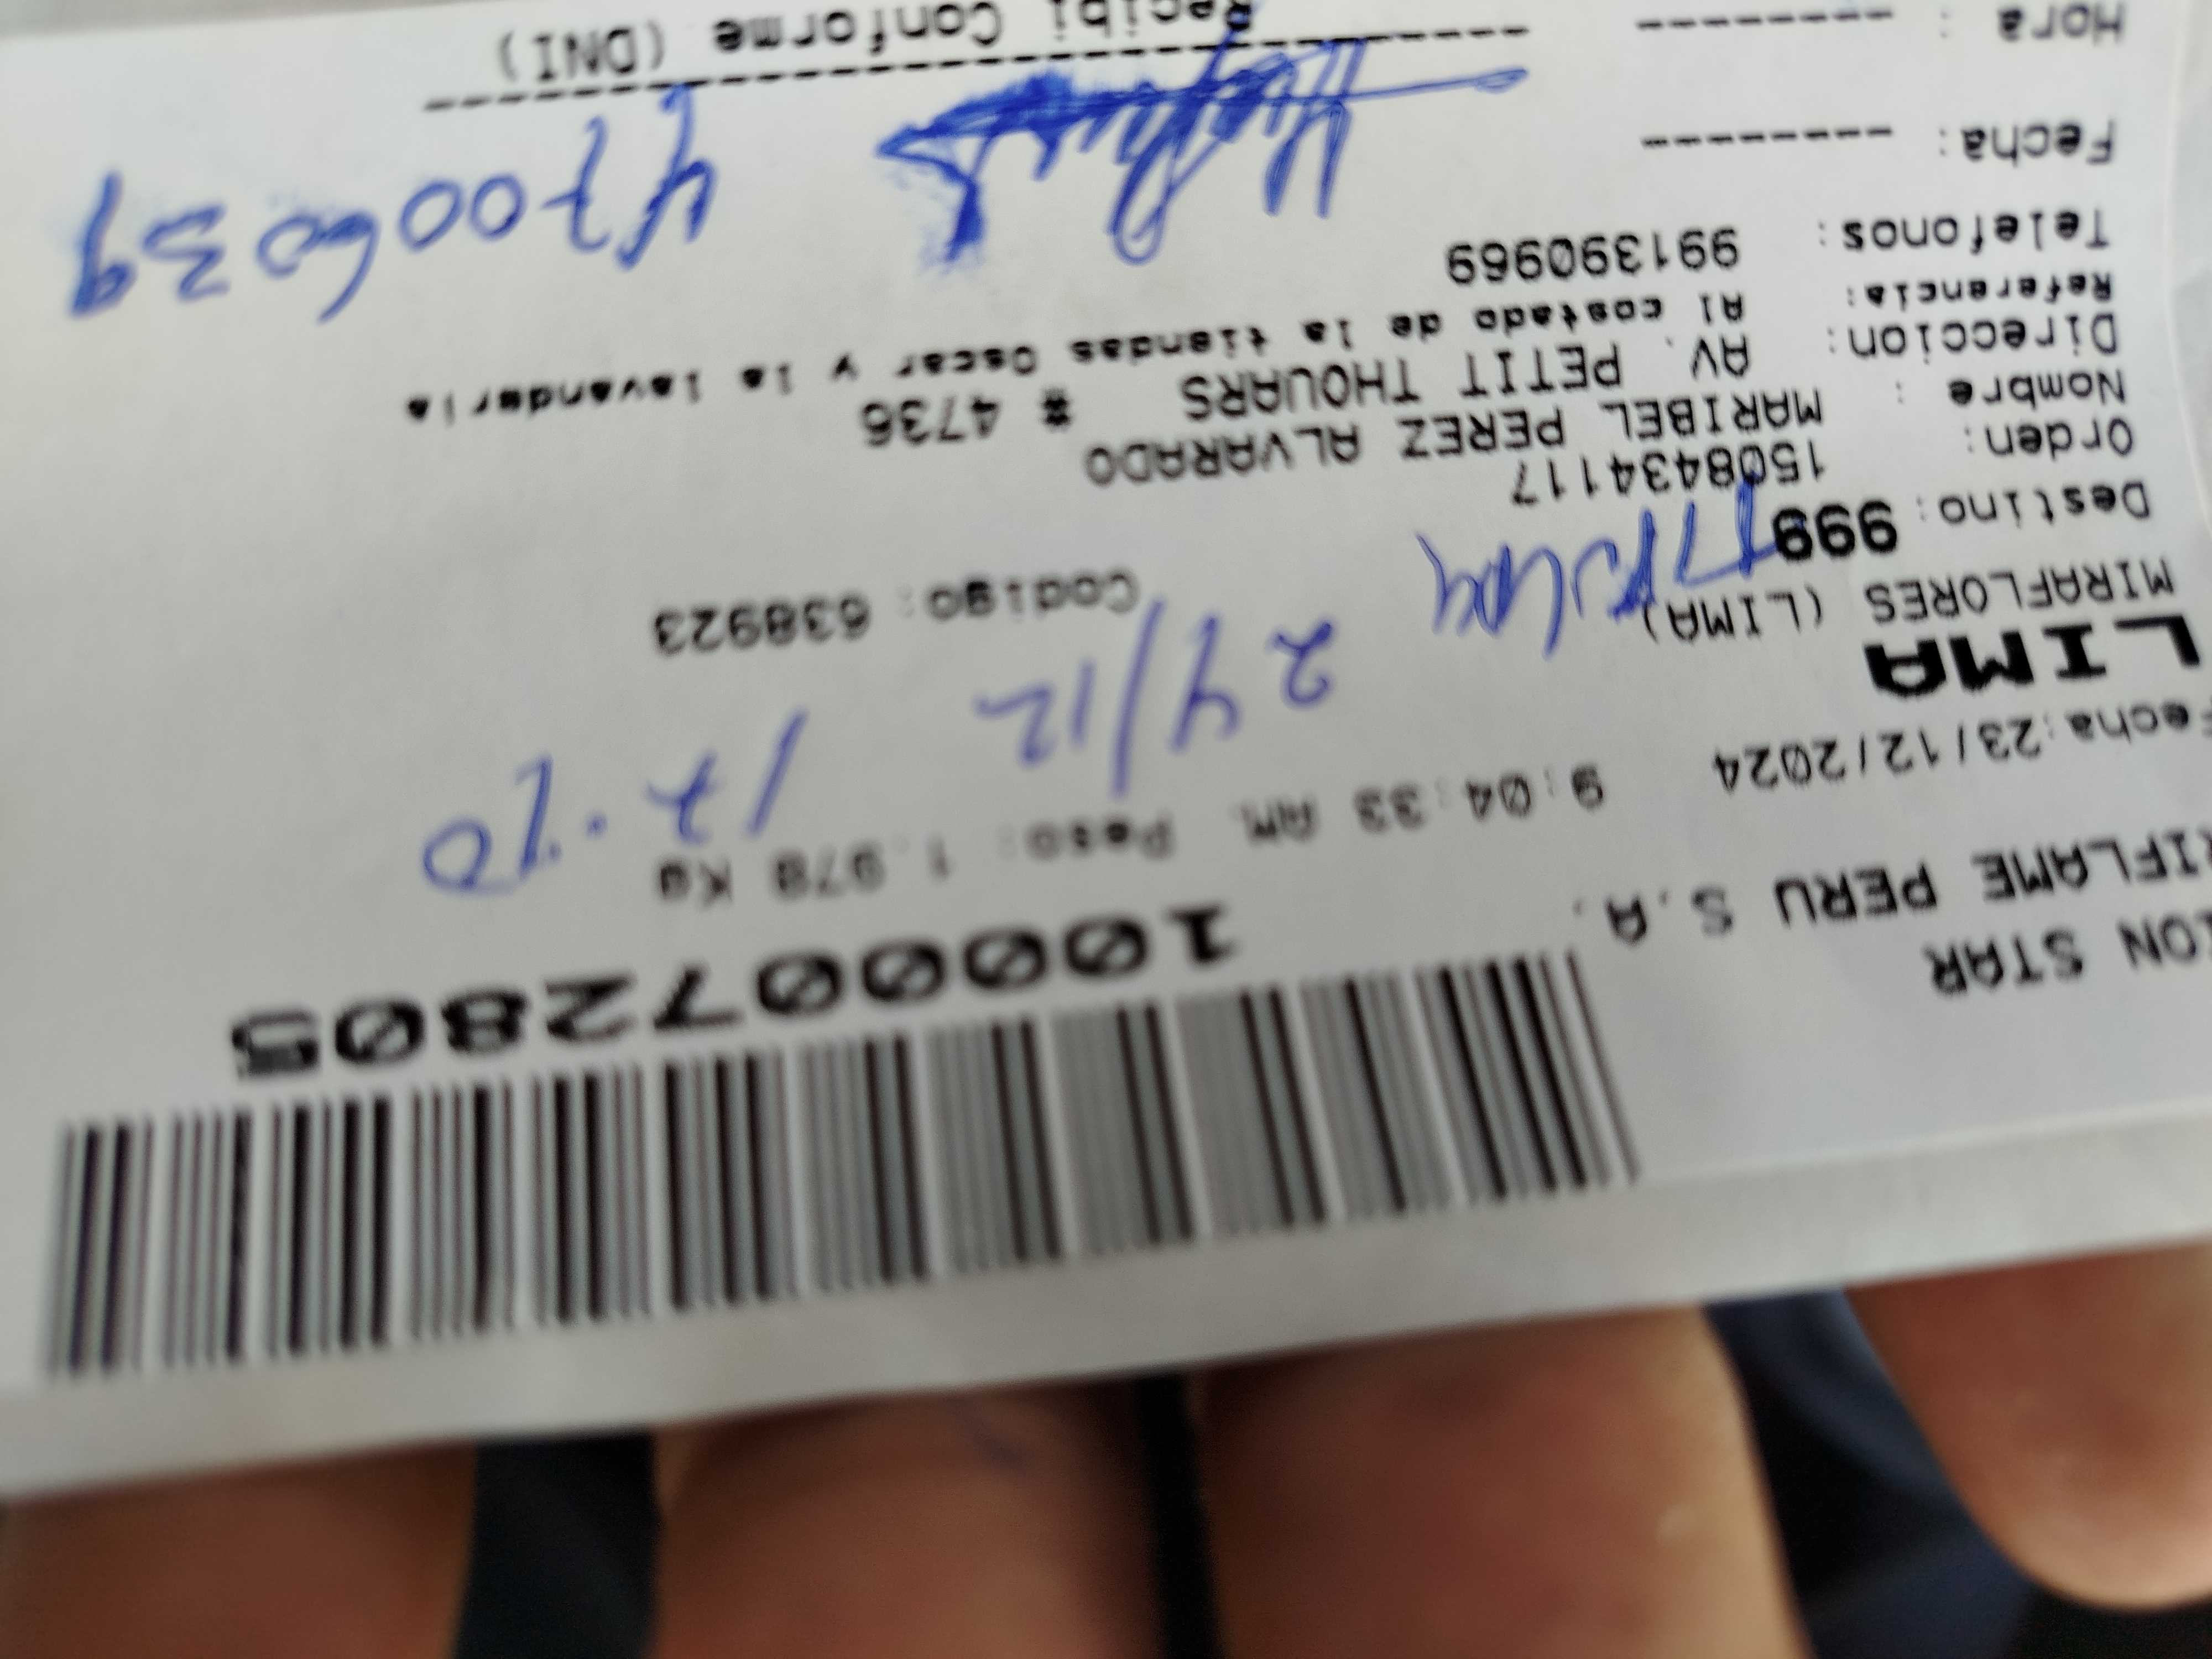 ION STAR
RIFLAME PERU S.A.
1000072805
Fecha:23/12/2024 9:04:33 AM. Peso: 1.978 Kg
17.10
LIMA
24/12
MIRAFLORES (LIMA) Codigo: 638923
Destino: 999
Orden: 1508434117
Nombre : MARIBEL PEREZ ALVARADO
Direccion: AV. PETIT THOUARS # 4736
Referencia: Al costado de la tiendas Oscar y la lavanderia
Telefonos: 991390969
Fecha: --------
47006039
Hora : --------
Recibi Conforme (DNI)